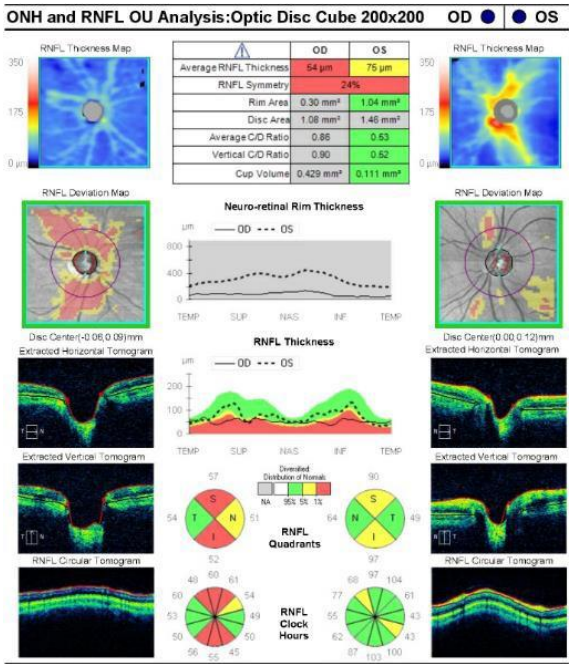 ONH and RNFL OU Analysis:Optic Disc Cube 200x200 OD OS
RNFL Thickness Map
350
175
0 µm
OD OS
Average RNFL Thickness 54 µm 75 µm
RNFL Symmetry 24%
Rim Area 0.30 mm² 1.04 mm²
Disc Area 1.08 mm² 1.46 mm²
Average C/D Ratio 0.86 0.53
Vertical C/D Ratio 0.90 0.52
Cup Volume 0.429 mm³ 0.111 mm³
RNFL Thickness Map
350
175
0 µm
RNFL Deviation Map
Disc Center(-0.06,0.09)mm
Neuro-retinal Rim Thickness
µm OD OS
800
400
0
TEMP SUP NAS INF TEMP
RNFL Deviation Map
Disc Center(0.00,0.12)mm
Extracted Horizontal Tomogram
T N
RNFL Thickness
µm OD OS
200
100
0
TEMP SUP NAS INF TEMP
Extracted Horizontal Tomogram
N T
Extracted Vertical Tomogram
Diversified:
Distribution of Normals
NA 95% 5% 1%
57
54 S T N I 51
52
RNFL
Quadrants
90
64 S N T I 49
97
Extracted Vertical Tomogram
RNFL Circular Tomogram
60
48 61
60 54
53 49
50 50
56 45
55
RNFL
Clock
Hours
97
68 104
77 61
55 49
62 43
87 100
103
RNFL Circular Tomogram